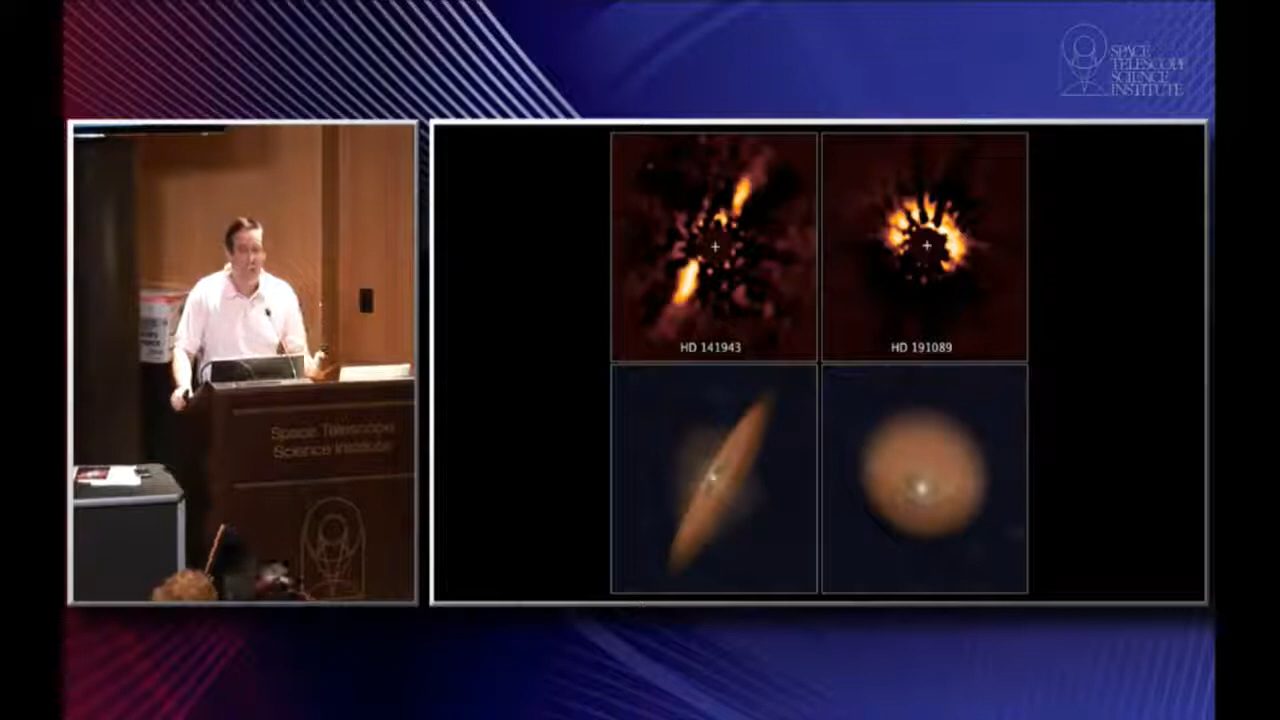 SPACE
TELESCOPE
SCIENCE
INSTITUTE
HD 141943
HD 191089
Space Telescope
Science Institute